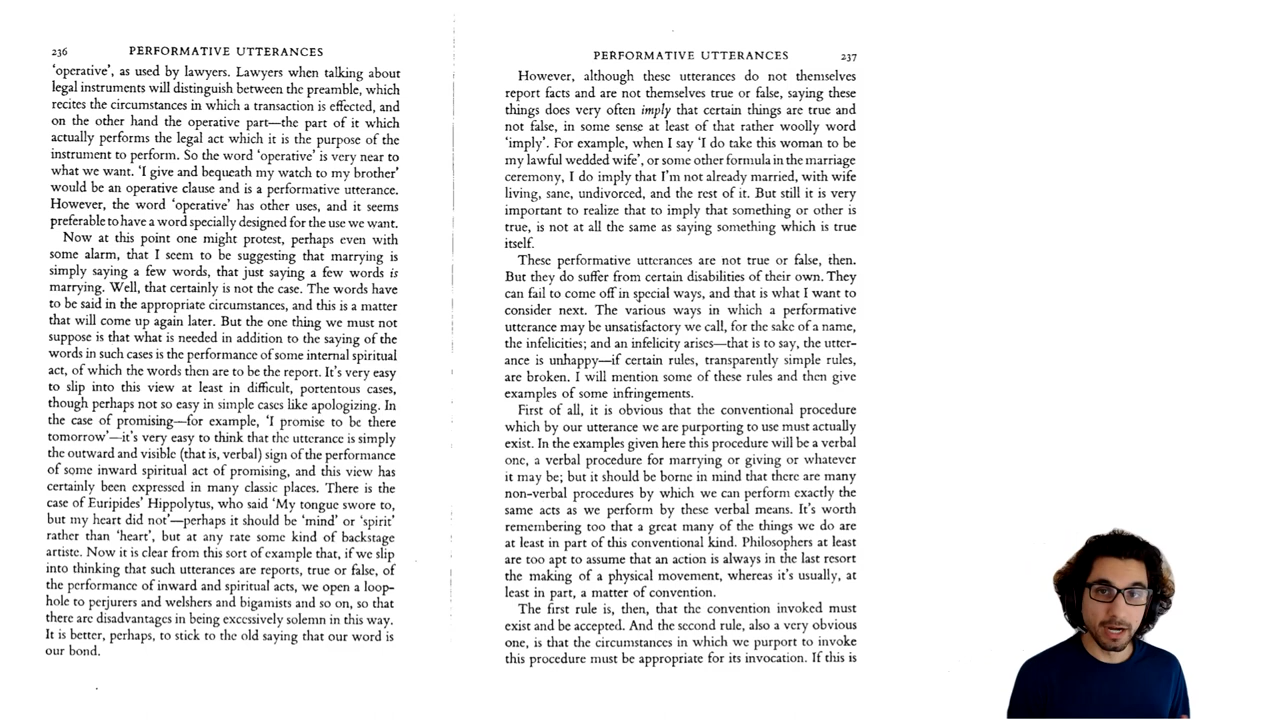 236 PERFORMATIVE UTTERANCES
'operative', as used by lawyers. Lawyers when talking about
legal instruments will distinguish between the preamble, which
recites the circumstances in which a transaction is effected, and
on the other hand the operative part—the part of it which
actually performs the legal act which it is the purpose of the
instrument to perform. So the word 'operative' is very near to
what we want. 'I give and bequeath my watch to my brother'
would be an operative clause and is a performative utterance.
However, the word 'operative' has other uses, and it seems
preferable to have a word specially designed for the use we want.
Now at this point one might protest, perhaps even with
some alarm, that I seem to be suggesting that marrying is
simply saying a few words, that just saying a few words is
marrying. Well, that certainly is not the case. The words have
to be said in the appropriate circumstances, and this is a matter
that will come up again later. But the one thing we must not
suppose is that what is needed in addition to the saying of the
words in such cases is the performance of some internal spiritual
act, of which the words then are to be the report. It's very easy
to slip into this view at least in difficult, portentous cases,
though perhaps not so easy in simple cases like apologizing. In
the case of promising—for example, 'I promise to be there
tomorrow'—it's very easy to think that the utterance is simply
the outward and visible (that is, verbal) sign of the performance
of some inward spiritual act of promising, and this view has
certainly been expressed in many classic places. There is the
case of Euripides' Hippolytus, who said 'My tongue swore to,
but my heart did not'—perhaps it should be 'mind' or 'spirit'
rather than 'heart', but at any rate some kind of backstage
artiste. Now it is clear from this sort of example that, if we slip
into thinking that such utterances are reports, true or false, of
the performance of inward and spiritual acts, we open a loop-
hole to perjurers and welshers and bigamists and so on, so that
there are disadvantages in being excessively solemn in this way.
It is better, perhaps, to stick to the old saying that our word is
our bond.
PERFORMATIVE UTTERANCES 237
However, although these utterances do not themselves
report facts and are not themselves true or false, saying these
things does very often imply that certain things are true and
not false, in some sense at least of that rather woolly word
'imply'. For example, when I say 'I do take this woman to be
my lawful wedded wife', or some other formula in the marriage
ceremony, I do imply that I'm not already married, with wife
living, sane, undivorced, and the rest of it. But still it is very
important to realize that to imply that something or other is
true, is not at all the same as saying something which is true
itself.
These performative utterances are not true or false, then.
But they do suffer from certain disabilities of their own. They
can fail to come off in special ways, and that is what I want to
consider next. The various ways in which a performative
utterance may be unsatisfactory we call, for the sake of a name,
the infelicities; and an infelicity arises—that is to say, the utter-
ance is unhappy—if certain rules, transparently simple rules,
are broken. I will mention some of these rules and then give
examples of some infringements.
First of all, it is obvious that the conventional procedure
which by our utterance we are purporting to use must actually
exist. In the examples given here this procedure will be a verbal
one, a verbal procedure for marrying or giving or whatever
it may be; but it should be borne in mind that there are many
non-verbal procedures by which we can perform exactly the
same acts as we perform by these verbal means. It's worth
remembering too that a great many of the things we do are
at least in part of this conventional kind. Philosophers at least
are too apt to assume that an action is always in the last resort
the making of a physical movement, whereas it's usually, at
least in part, a matter of convention.
The first rule is, then, that the convention invoked must
exist and be accepted. And the second rule, also a very obvious
one, is that the circumstances in which we purport to invoke
this procedure must be appropriate for its invocation. If this is